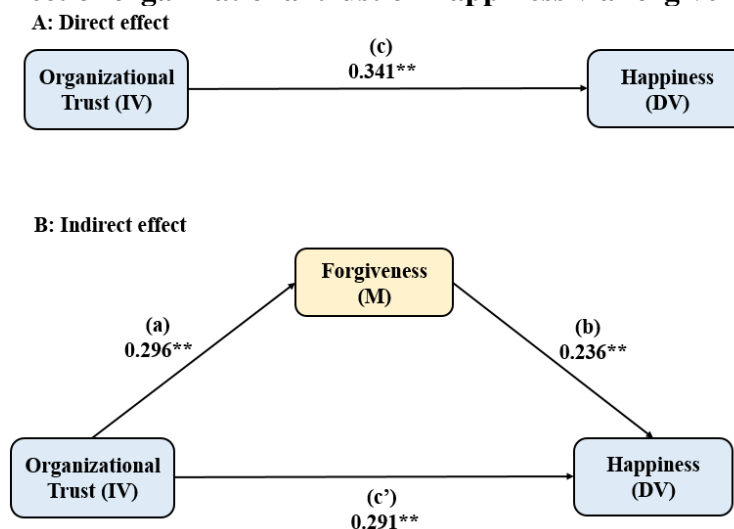 A: Direct effect
(c)
0.341**
Organizational
Trust (IV)
Happiness
(DV)
B: Indirect effect
Forgiveness
(M)
(a)
0.296**
(b)
0.236**
Organizational
Trust (IV)
Happiness
(DV)
(c’)
0.291**